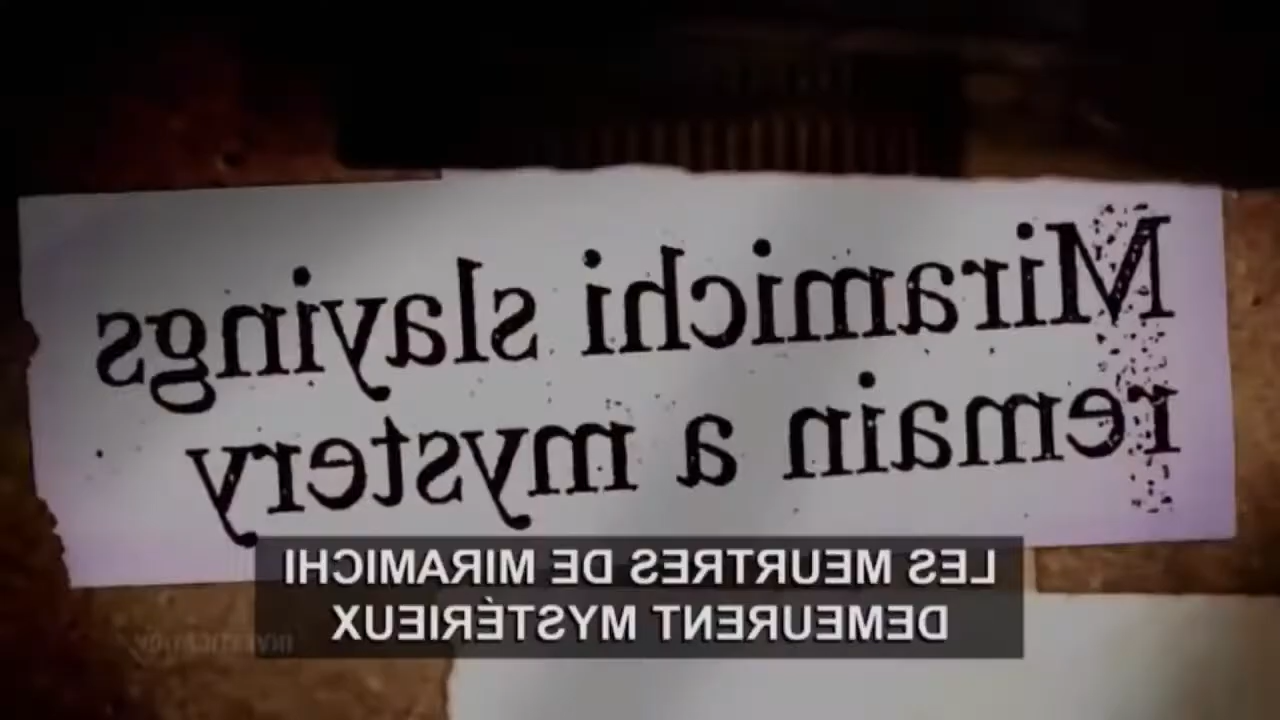 Miramichi slayings
remain a mystery
LES MEURTRES DE MIRAMICHI
DEMEURENT MYSTÉRIEUX